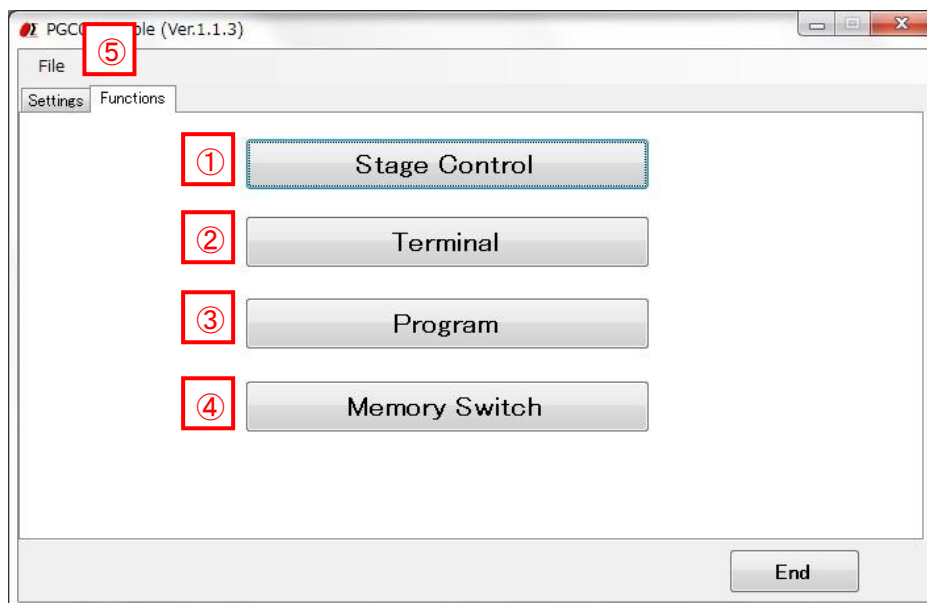 PGC ble (Ver.1.1.3)
⑤
File
Settings Functions
① Stage Control
② Terminal
③ Program
④ Memory Switch
End